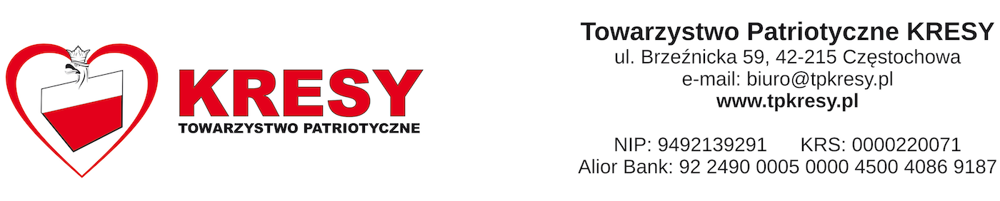 KRESY
TOWARZYSTWO PATRIOTYCZNE
Towarzystwo Patriotyczne KRESY
ul. Brzeźnicka 59, 42-215 Częstochowa
e-mail: biuro@tpkresy.pl
www.tpkresy.pl
NIP: 9492139291 KRS: 0000220071
Alior Bank: 92 2490 0005 0000 4500 4086 9187